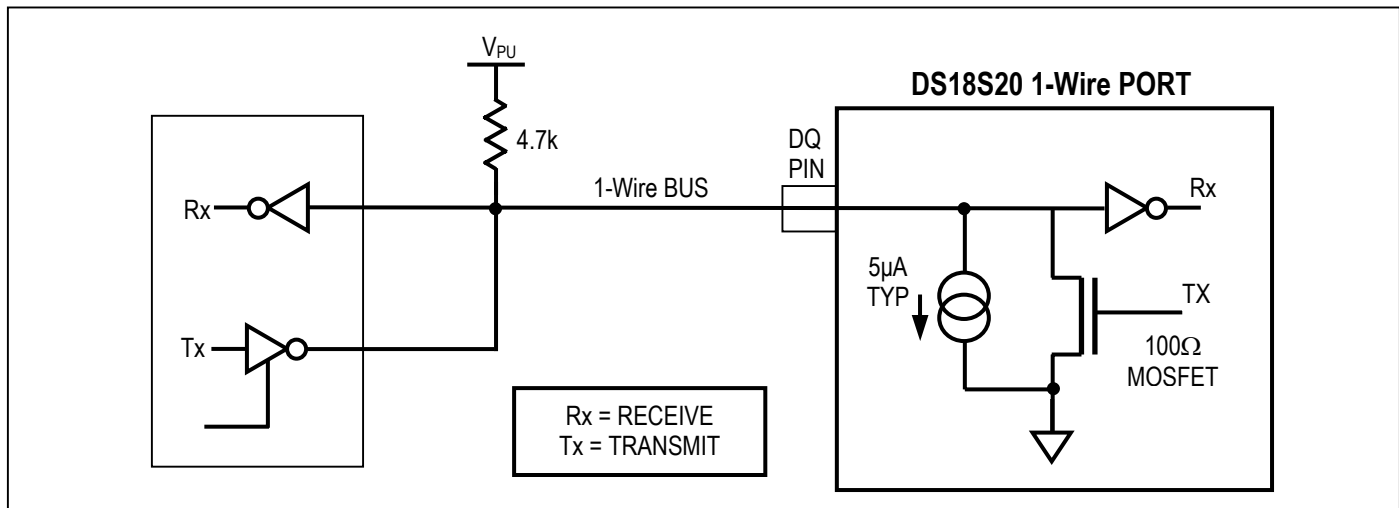 V_PU
DS18S20 1-Wire PORT
4.7k
DQ
PIN
1-Wire BUS
Rx
Rx
5µA
TYP
TX
Tx
100Ω
MOSFET
Rx = RECEIVE
Tx = TRANSMIT